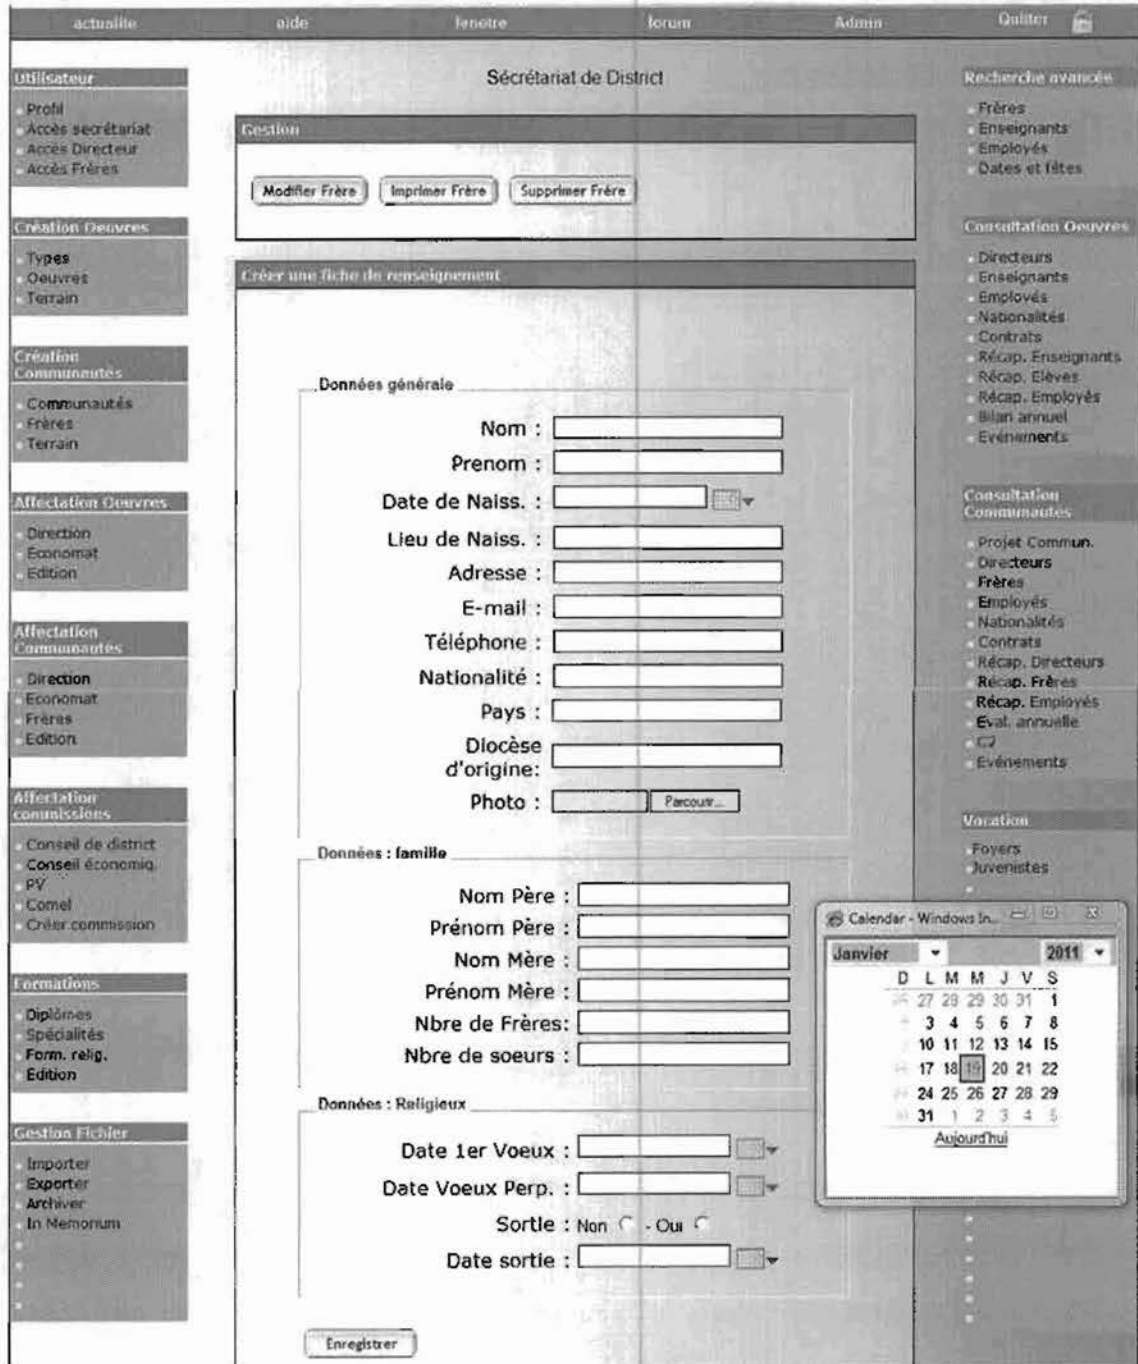 actualite aide fenetre forum Admin Quitter
Utilisateur
Profil
Accès secrétariat
Accès Directeur
Accès Frères
Création Oeuvres
Types
Oeuvres
Terrain
Création
Communautés
Communautés
Frères
Terrain
Affectation Oeuvres
Direction
Economat
Edition
Affectation
Communautés
Direction
Economat
Frères
Edition
Affectation
commissions
Conseil de district
Conseil économiq.
PV
Comel
Créer commission
Formations
Diplômes
Spécialités
Form. relig.
Edition
Gestion Fichier
Importer
Exporter
Archiver
In Memorium
Sécrétariat de District
Gestion
Modifier Frère Imprimer Frère Supprimer Frère
Créer une fiche de renseignement
Données générale
Nom :
Prenom :
Date de Naiss. :
Lieu de Naiss. :
Adresse :
E-mail :
Téléphone :
Nationalité :
Pays :
Diocèse
d'origine:
Photo : Parcourir...
Données : famille
Nom Père :
Prénom Père :
Nom Mère :
Prénom Mère :
Nbre de Frères:
Nbre de soeurs :
Données : Religieux
Date 1er Voeux :
Date Voeux Perp. :
Sortie : Non - Oui
Date sortie :
Enregistrer
Recherche avancée
Frères
Enseignants
Employés
Dates et fêtes
Consultation Oeuvres
Directeurs
Enseignants
Employés
Nationalités
Contrats
Récap. Enseignants
Récap. Elèves
Récap. Employés
Bilan annuel
Evénements
Consultation
Communautés
Projet Commun.
Directeurs
Frères
Employés
Nationalités
Contrats
Récap. Directeurs
Récap. Frères
Récap. Employés
Eval. annuelle
Evénements
Vocation
Foyers
Juvenistes
Calendar - Windows In...
Janvier 2011
D L M M J V S
26 27 28 29 30 31 1
3 4 5 6 7 8
10 11 12 13 14 15
17 18 19 20 21 22
24 25 26 27 28 29
31 1 2 3 4 5
Aujourd'hui